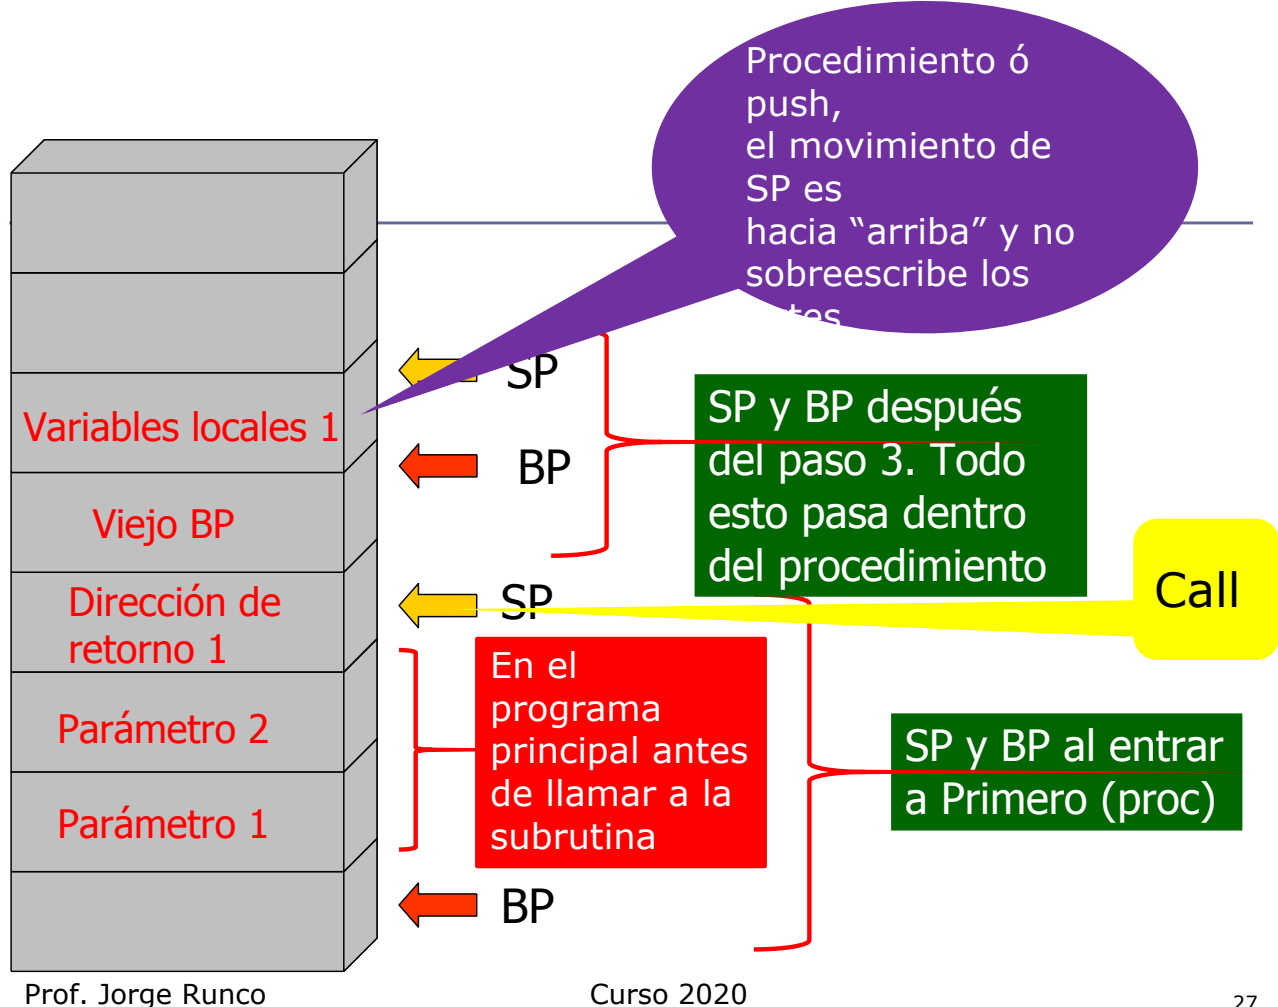 Procedimiento ó
push,
el movimiento de
SP es
hacia “arriba” y no
sobreescribe los
SP
Variables locales 1
BP
SP y BP después
del paso 3. Todo
esto pasa dentro
del procedimiento
Viejo BP
Call
Dirección de
retorno 1
SP
En el
programa
principal antes
de llamar a la
subrutina
Parámetro 2
SP y BP al entrar
a Primero (proc)
Parámetro 1
BP
Prof. Jorge Runco
Curso 2020
27